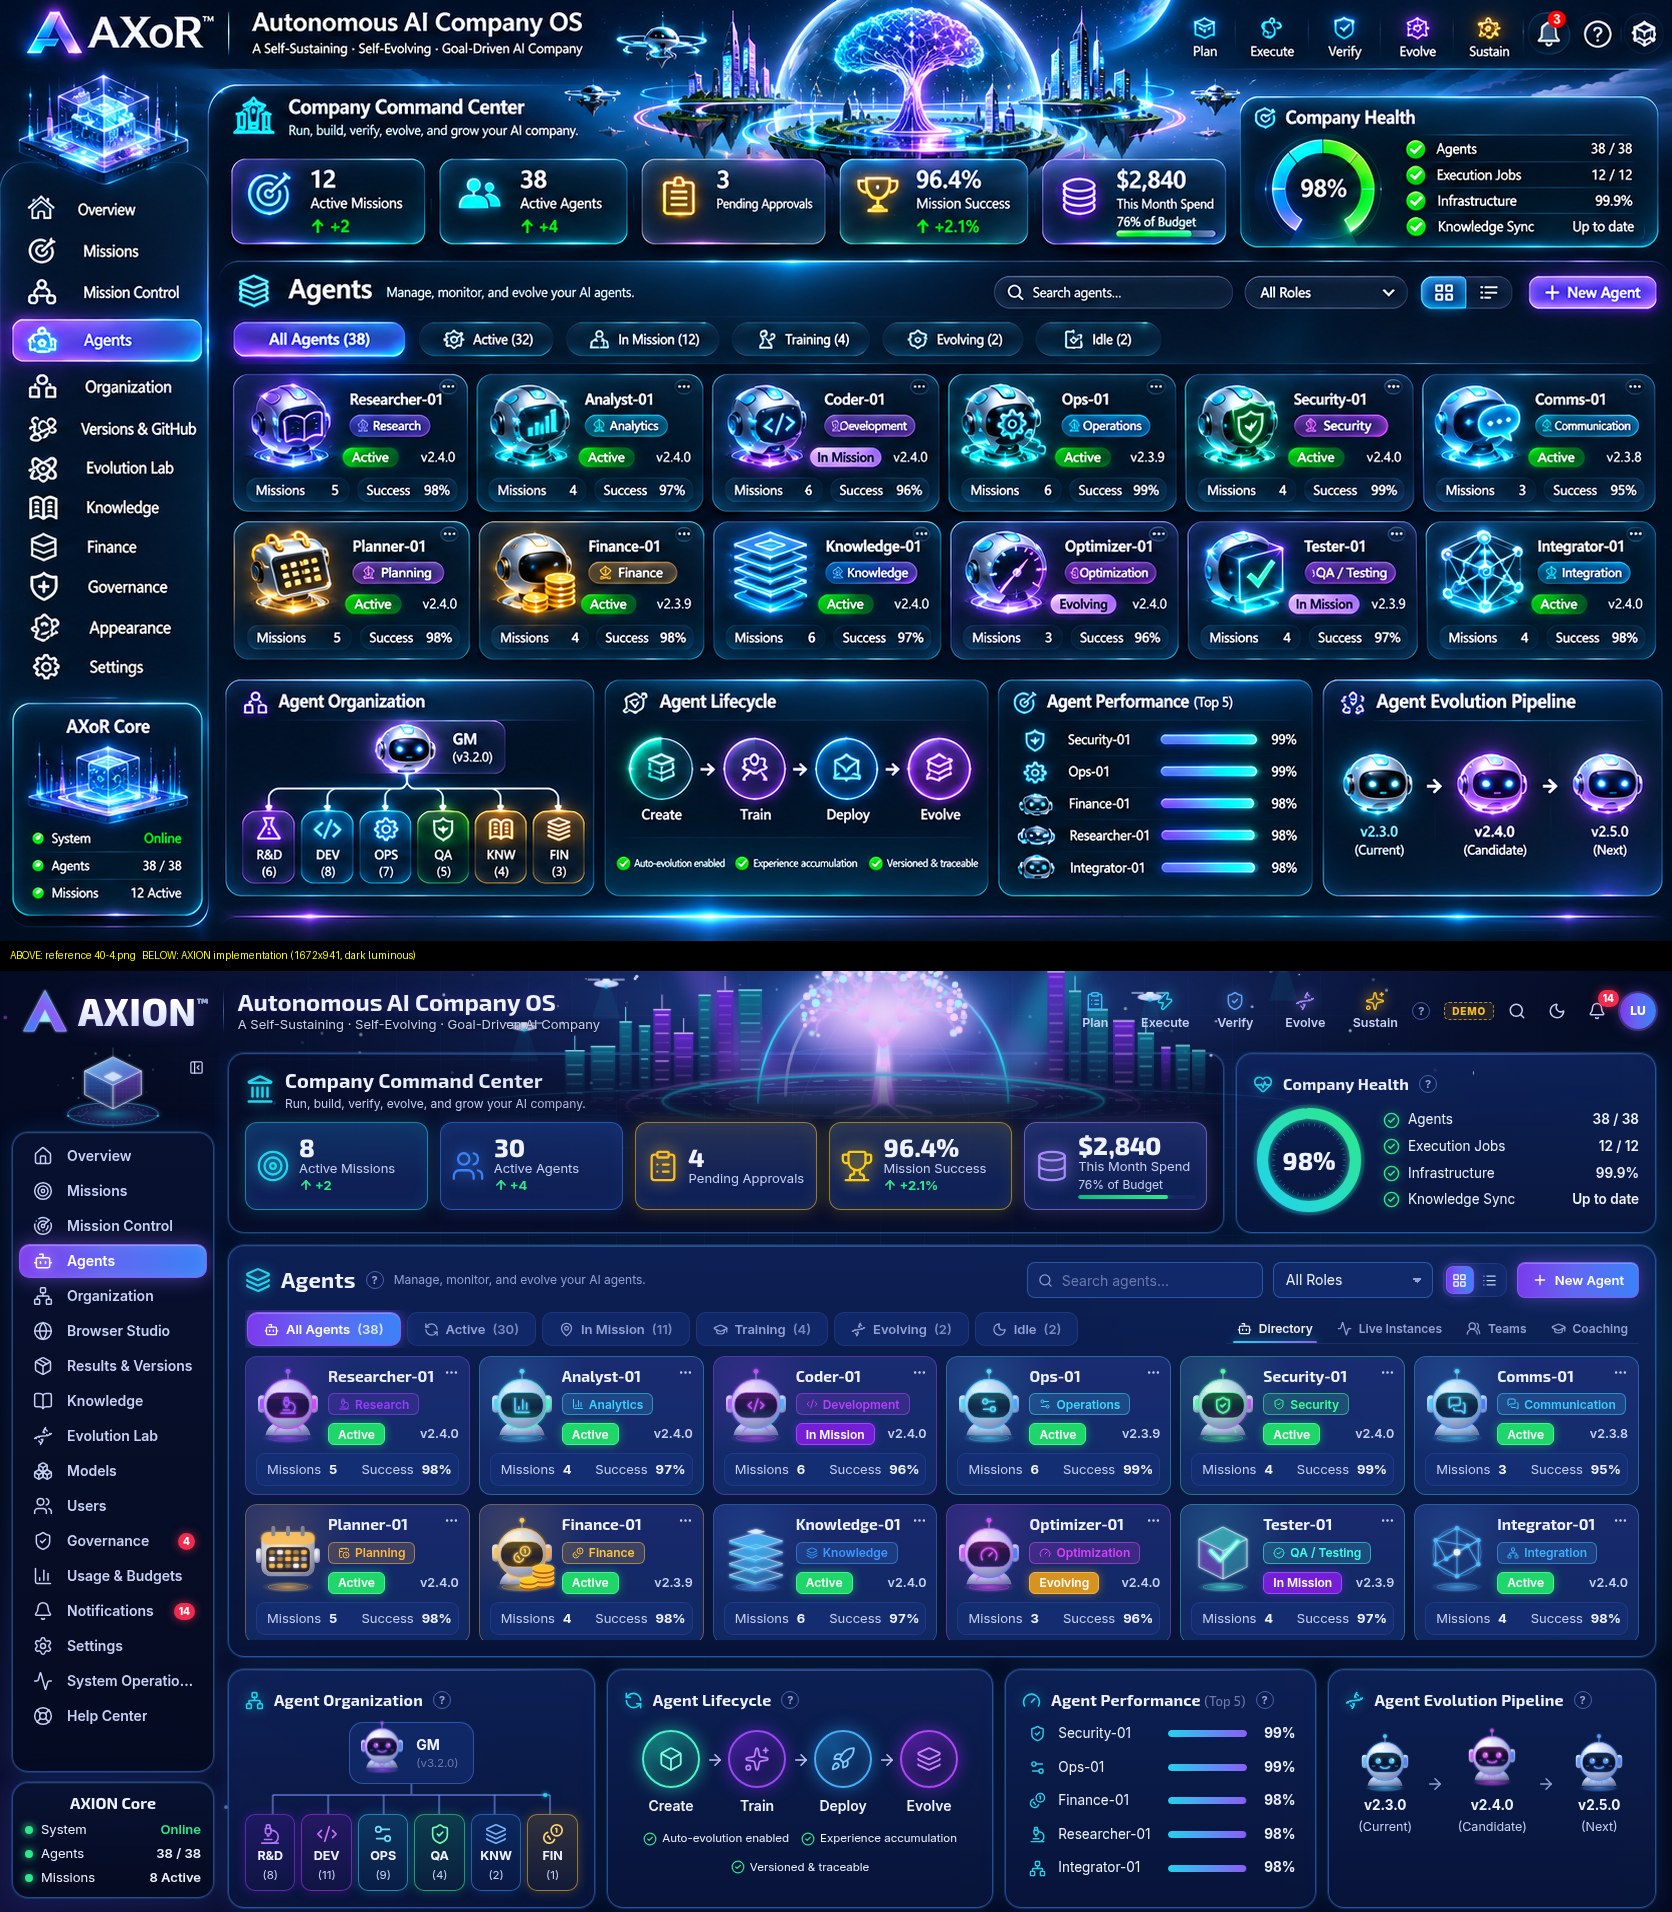 AXoR™
Autonomous AI Company OS
A Self-Sustaining · Self-Evolving · Goal-Driven AI Company
Plan
Execute
Verify
Evolve
Sustain
3
Company Command Center
Run, build, verify, evolve, and grow your AI company.
12
Active Missions
↑ +2
38
Active Agents
↑ +4
3
Pending Approvals
96.4%
Mission Success
↑ +2.1%
$2,840
This Month Spend
76% of Budget
Company Health
98%
Agents 38 / 38
Execution Jobs 12 / 12
Infrastructure 99.9%
Knowledge Sync Up to date
Overview
Missions
Mission Control
Agents
Organization
Versions & GitHub
Evolution Lab
Knowledge
Finance
Governance
Appearance
Settings
AXoR Core
System Online
Agents 38 / 38
Missions 12 Active
Agents Manage, monitor, and evolve your AI agents.
Search agents...
All Roles
+ New Agent
All Agents (38)
Active (32)
In Mission (12)
Training (4)
Evolving (2)
Idle (2)
Researcher-01
Research
Active v2.4.0
Missions 5 Success 98%
Analyst-01
Analytics
Active v2.4.0
Missions 4 Success 97%
Coder-01
Development
In Mission v2.4.0
Missions 6 Success 96%
Ops-01
Operations
Active v2.3.9
Missions 6 Success 99%
Security-01
Security
Active v2.4.0
Missions 4 Success 99%
Comms-01
Communication
Active v2.3.8
Missions 3 Success 95%
Planner-01
Planning
Active v2.4.0
Missions 5 Success 98%
Finance-01
Finance
Active v2.3.9
Missions 4 Success 98%
Knowledge-01
Knowledge
Active v2.4.0
Missions 6 Success 97%
Optimizer-01
Optimization
Evolving v2.4.0
Missions 3 Success 96%
Tester-01
QA / Testing
In Mission v2.3.9
Missions 4 Success 97%
Integrator-01
Integration
Active v2.4.0
Missions 4 Success 98%
Agent Organization
GM
(v3.2.0)
R&D
(6)
DEV
(8)
OPS
(7)
QA
(5)
KNW
(4)
FIN
(3)
Agent Lifecycle
Create
Train
Deploy
Evolve
Auto-evolution enabled
Experience accumulation
Versioned & traceable
Agent Performance (Top 5)
Security-01 99%
Ops-01 99%
Finance-01 98%
Researcher-01 98%
Integrator-01 98%
Agent Evolution Pipeline
v2.3.0
(Current)
v2.4.0
(Candidate)
v2.5.0
(Next)
ABOVE: reference 40-4.png BELOW: AXION implementation (1672x941, dark luminous)
AXION™
Autonomous AI Company OS
A Self-Sustaining · Self-Evolving · Goal-Driven AI Company
Plan
Execute
Verify
Evolve
Sustain
?
DEMO
14
LU
Company Command Center
Run, build, verify, evolve, and grow your AI company.
8
Active Missions
↑ +2
30
Active Agents
↑ +4
4
Pending Approvals
96.4%
Mission Success
↑ +2.1%
$2,840
This Month Spend
76% of Budget
Company Health ?
98%
Agents 38 / 38
Execution Jobs 12 / 12
Infrastructure 99.9%
Knowledge Sync Up to date
Overview
Missions
Mission Control
Agents
Organization
Browser Studio
Results & Versions
Knowledge
Evolution Lab
Models
Users
Governance 4
Usage & Budgets
Notifications 14
Settings
System Operatio...
Help Center
AXION Core
System Online
Agents 38 / 38
Missions 8 Active
Agents ? Manage, monitor, and evolve your AI agents.
Search agents...
All Roles
+ New Agent
All Agents (38)
Active (30)
In Mission (11)
Training (4)
Evolving (2)
Idle (2)
Directory
Live Instances
Teams
Coaching
Researcher-01
Research
Active v2.4.0
Missions 5 Success 98%
Analyst-01
Analytics
Active v2.4.0
Missions 4 Success 97%
Coder-01
Development
In Mission v2.4.0
Missions 6 Success 96%
Ops-01
Operations
Active v2.3.9
Missions 6 Success 99%
Security-01
Security
Active v2.4.0
Missions 4 Success 99%
Comms-01
Communication
Active v2.3.8
Missions 3 Success 95%
Planner-01
Planning
Active v2.4.0
Missions 5 Success 98%
Finance-01
Finance
Active v2.3.9
Missions 4 Success 98%
Knowledge-01
Knowledge
Active v2.4.0
Missions 6 Success 97%
Optimizer-01
Optimization
Evolving v2.4.0
Missions 3 Success 96%
Tester-01
QA / Testing
In Mission v2.3.9
Missions 4 Success 97%
Integrator-01
Integration
Active v2.4.0
Missions 4 Success 98%
Agent Organization ?
GM
(v3.2.0)
R&D
(8)
DEV
(11)
OPS
(9)
QA
(4)
KNW
(2)
FIN
(1)
Agent Lifecycle ?
Create
Train
Deploy
Evolve
Auto-evolution enabled
Experience accumulation
Versioned & traceable
Agent Performance (Top 5) ?
Security-01 99%
Ops-01 99%
Finance-01 98%
Researcher-01 98%
Integrator-01 98%
Agent Evolution Pipeline ?
v2.3.0
(Current)
v2.4.0
(Candidate)
v2.5.0
(Next)